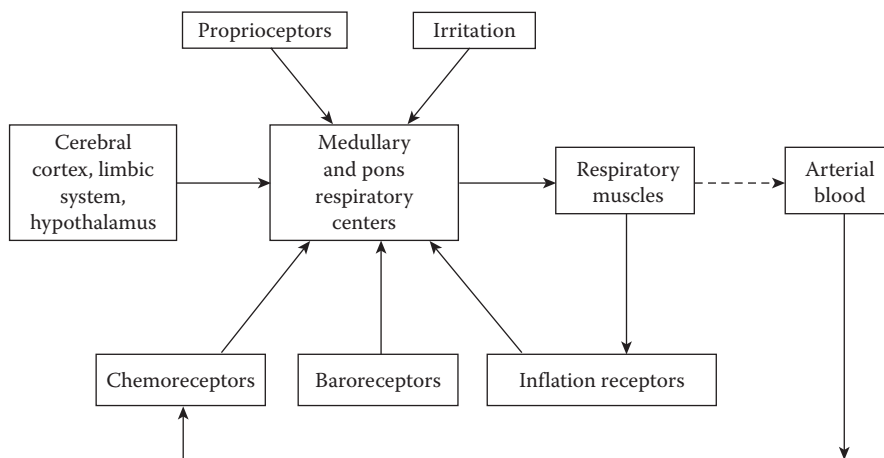 Proprioceptors
Irritation
Cerebral
cortex, limbic
system,
hypothalamus
Medullary
and pons
respiratory
centers
Respiratory
muscles
Arterial
blood
Chemoreceptors
Baroreceptors
Inflation receptors